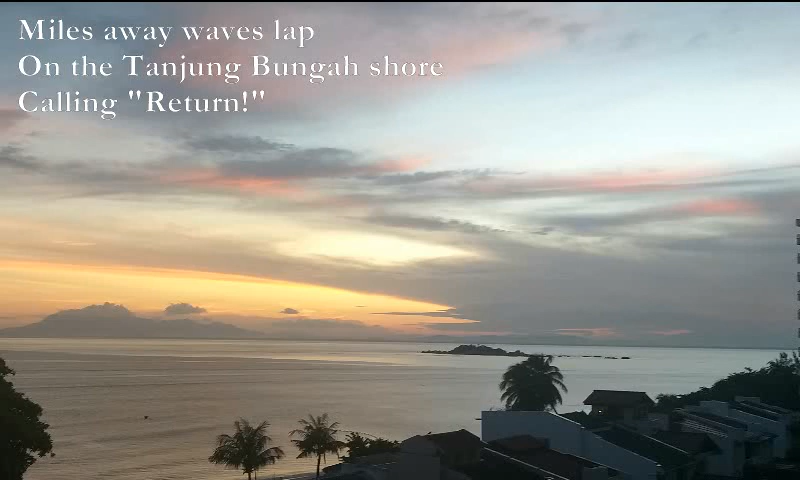 Miles away waves lap
On the Tanjung Bungah shore
Calling "Return!"